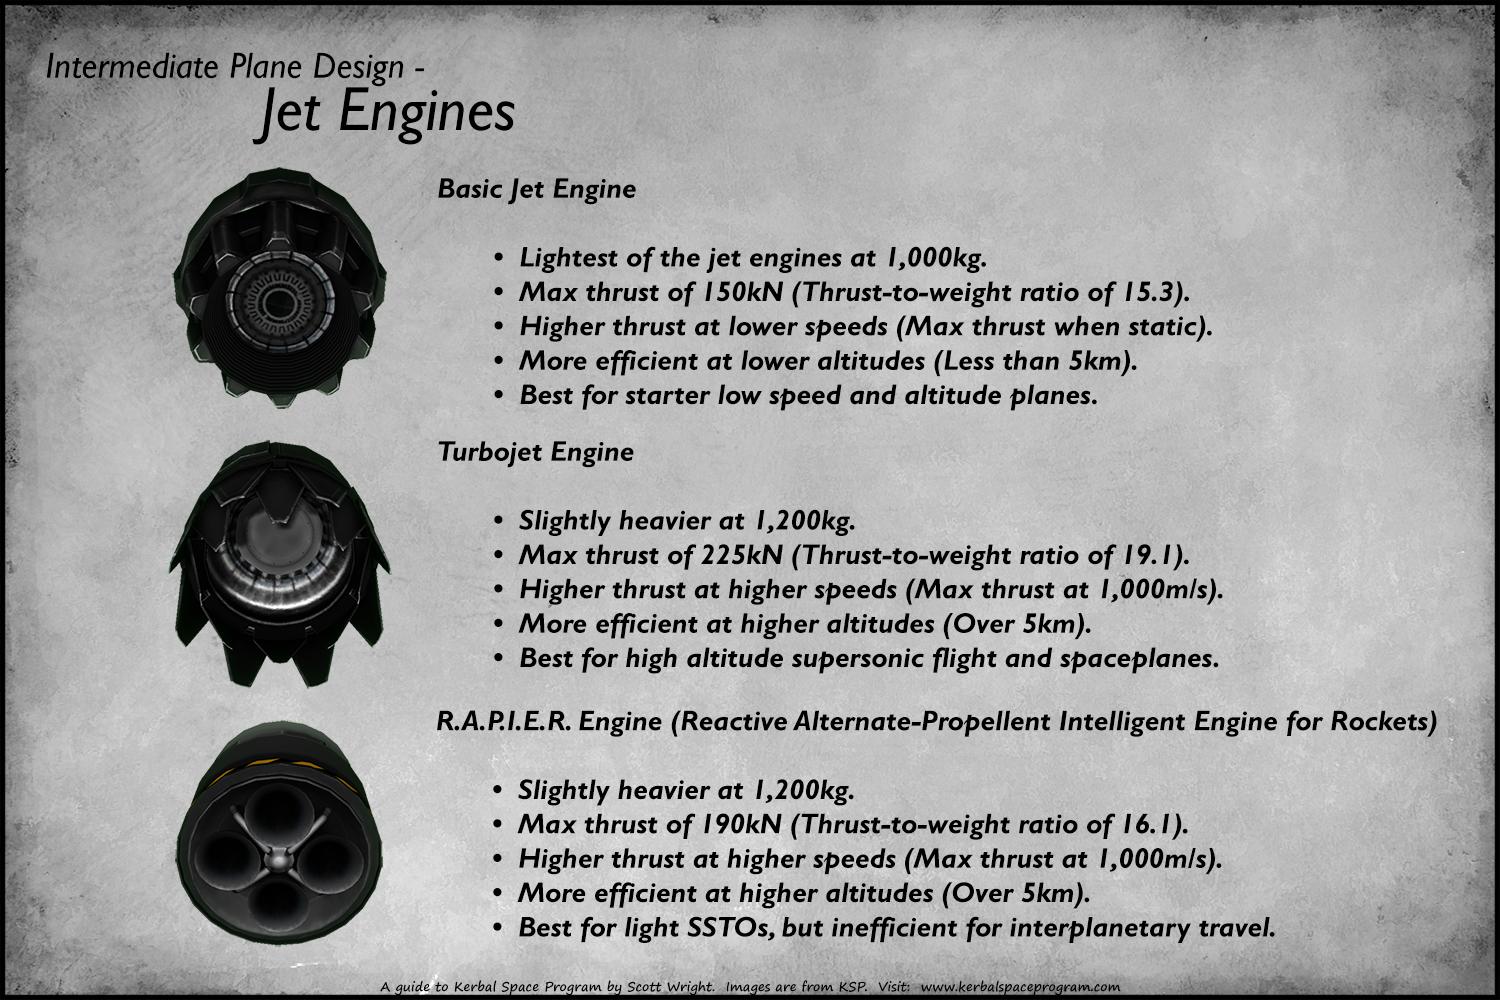 Intermediate Plane Design -
Jet Engines
Basic Jet Engine
• Lightest of the jet engines at 1,000kg.
• Max thrust of 150kN (Thrust-to-weight ratio of 15.3).
• Higher thrust at lower speeds (Max thrust when static).
• More efficient at lower altitudes (Less than 5km).
• Best for starter low speed and altitude planes.
Turbojet Engine
• Slightly heavier at 1,200kg.
• Max thrust of 225kN (Thrust-to-weight ratio of 19.1).
• Higher thrust at higher speeds (Max thrust at 1,000m/s).
• More efficient at higher altitudes (Over 5km).
• Best for high altitude supersonic flight and spaceplanes.
R.A.P.I.E.R. Engine (Reactive Alternate-Propellent Intelligent Engine for Rockets)
• Slightly heavier at 1,200kg.
• Max thrust of 190kN (Thrust-to-weight ratio of 16.1).
• Higher thrust at higher speeds (Max thrust at 1,000m/s).
• More efficient at higher altitudes (Over 5km).
• Best for light SSTOs, but inefficient for interplanetary travel.
A guide to Kerbal Space Program by Scott Wright. Images are from KSP. Visit: www.kerbalspaceprogram.com